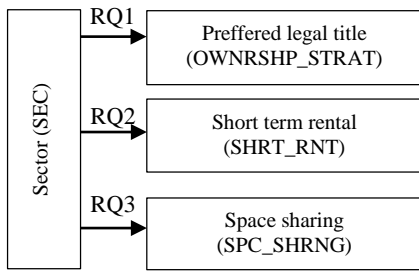 Sector (SEC)
RQ1
Preffered legal title
(OWNRSHP_STRAT)
RQ2
Short term rental
(SHRT_RNT)
RQ3
Space sharing
(SPC_SHRNG)